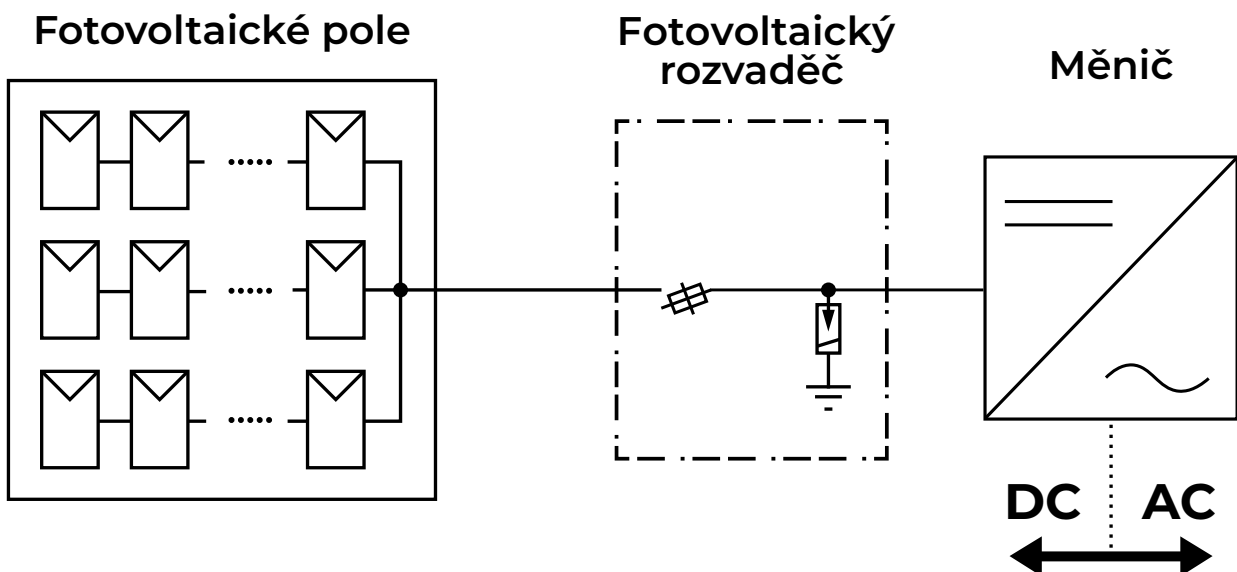 Fotovoltaické pole
Fotovoltaický
rozvaděč
Měnič
DC
AC